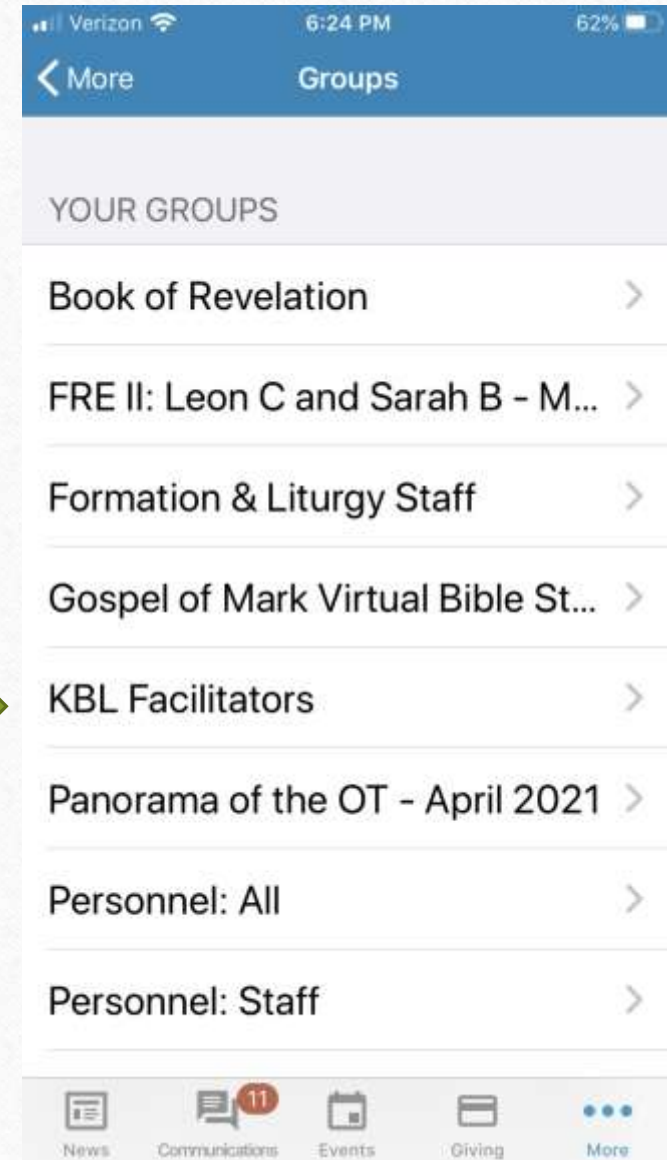 Verizon 6:24 PM 62%
More Groups
YOUR GROUPS
Book of Revelation
FRE II: Leon C and Sarah B - M...
Formation & Liturgy Staff
Gospel of Mark Virtual Bible St...
KBL Facilitators
Panorama of the OT - April 2021
Personnel: All
Personnel: Staff
11
News Communications Events Giving More